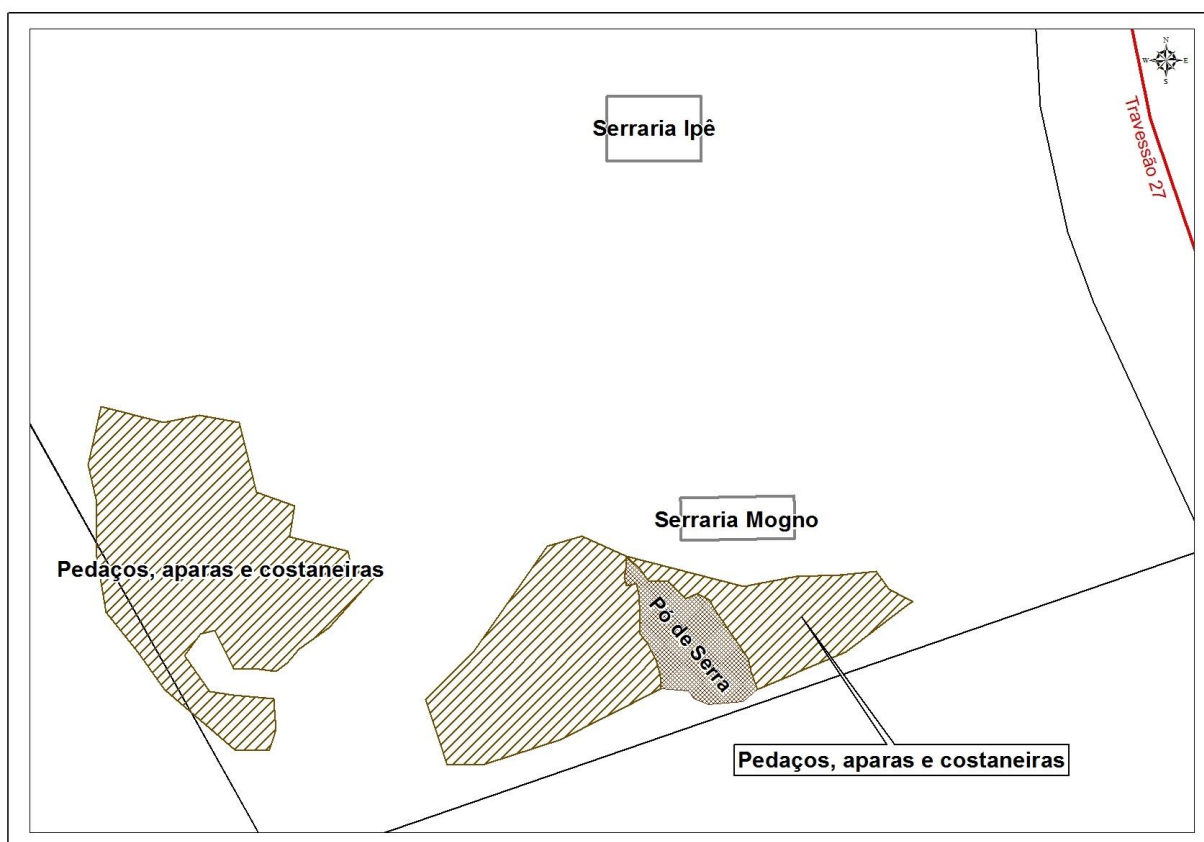 N
W E
S
Serraria Ipê
Travessão 27
Serraria Mogno
Pedaços, aparas e costaneiras
Pó de Serra
Pedaços, aparas e costaneiras